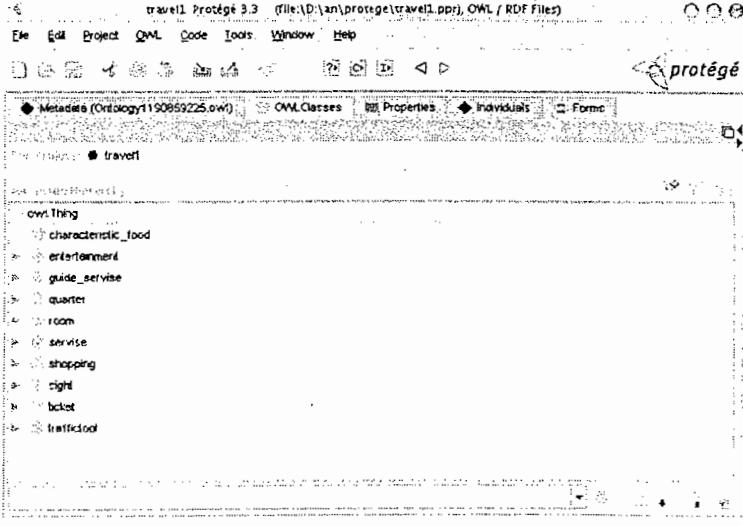 travel1 Protégé 3.3 (file:\D:\an\protege\travel1.pprj, OWL / RDF Files)
File Edit Project OWL Code Tools Window Help
protégé
Metadata (Ontology1190859225.owl) OWLClasses Properties Individuals Forms
travel1
owl:Thing
characteristic_food
entertainment
guide_servise
quarter
room
servise
shopping
sight
ticket
traffictool